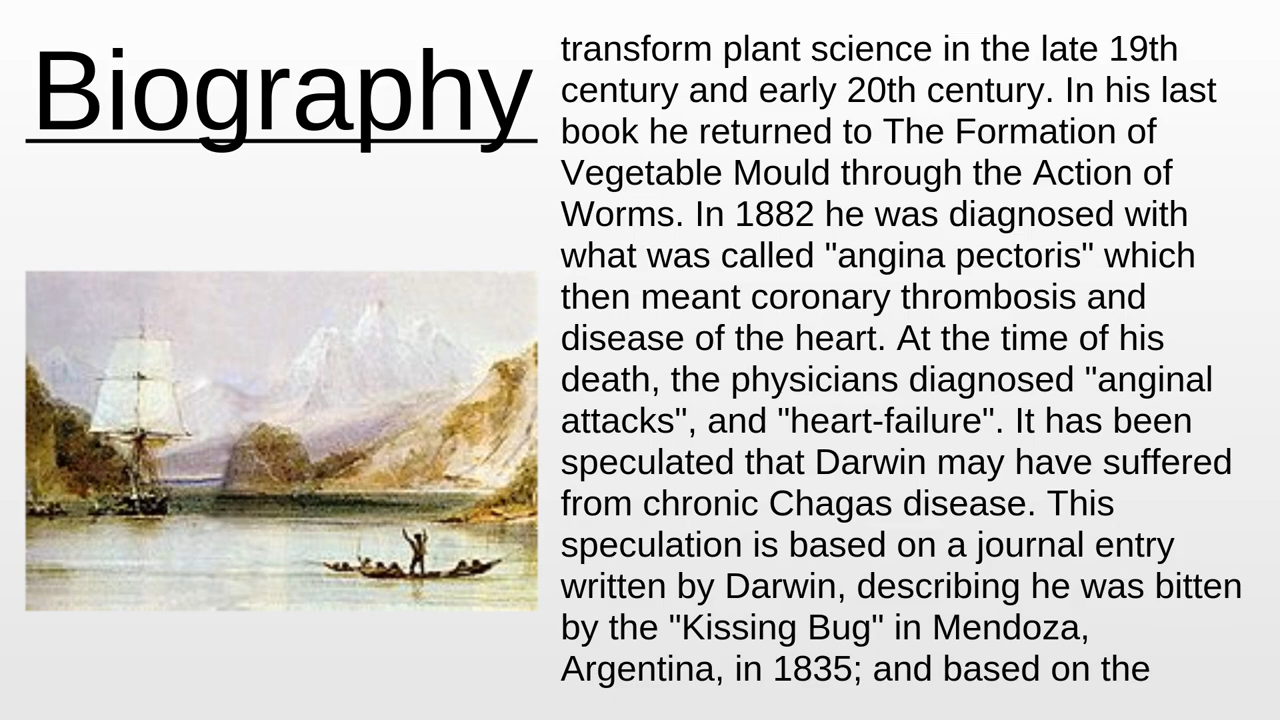 Biography
transform plant science in the late 19th
century and early 20th century. In his last
book he returned to The Formation of
Vegetable Mould through the Action of
Worms. In 1882 he was diagnosed with
what was called "angina pectoris" which
then meant coronary thrombosis and
disease of the heart. At the time of his
death, the physicians diagnosed "anginal
attacks", and "heart-failure". It has been
speculated that Darwin may have suffered
from chronic Chagas disease. This
speculation is based on a journal entry
written by Darwin, describing he was bitten
by the "Kissing Bug" in Mendoza,
Argentina, in 1835; and based on the